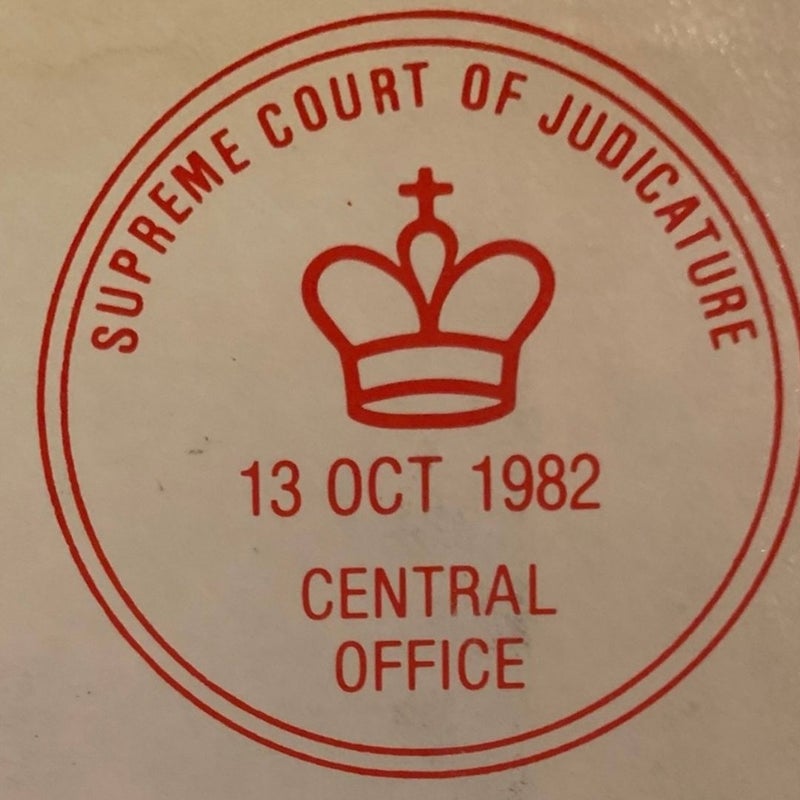 SUPREME COURT OF JUDICATURE
13 OCT 1982
CENTRAL
OFFICE